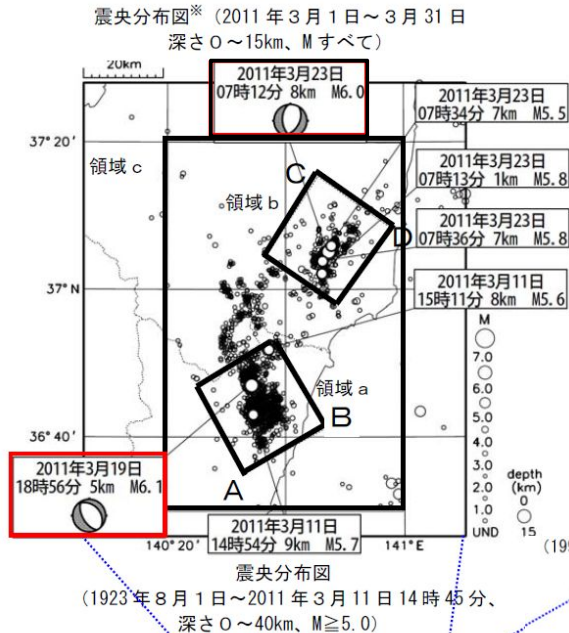 震央分布図※（2011年3月1日～3月31日
深さ0～15km、Mすべて）
20km
2011年3月23日
07時12分 8km M6.0
2011年3月23日
07時34分 7km M5.5
37°20'
領域c
C
領域b
2011年3月23日
07時13分 1km M5.8
D
2011年3月23日
07時36分 7km M5.8
37°N
2011年3月11日
15時11分 8km M5.6
M
7.0
6.0
5.0
4.0
3.0
2.0
1.0
UND
領域a
B
36°40'
A
depth
(km)
0
15
2011年3月19日
18時56分 5km M6.1
2011年3月11日
14時54分 9km M5.7
140°20'
141°E
震央分布図
（1923年8月1日～2011年3月11日14時45分、
深さ0～40km、M≧5.0）